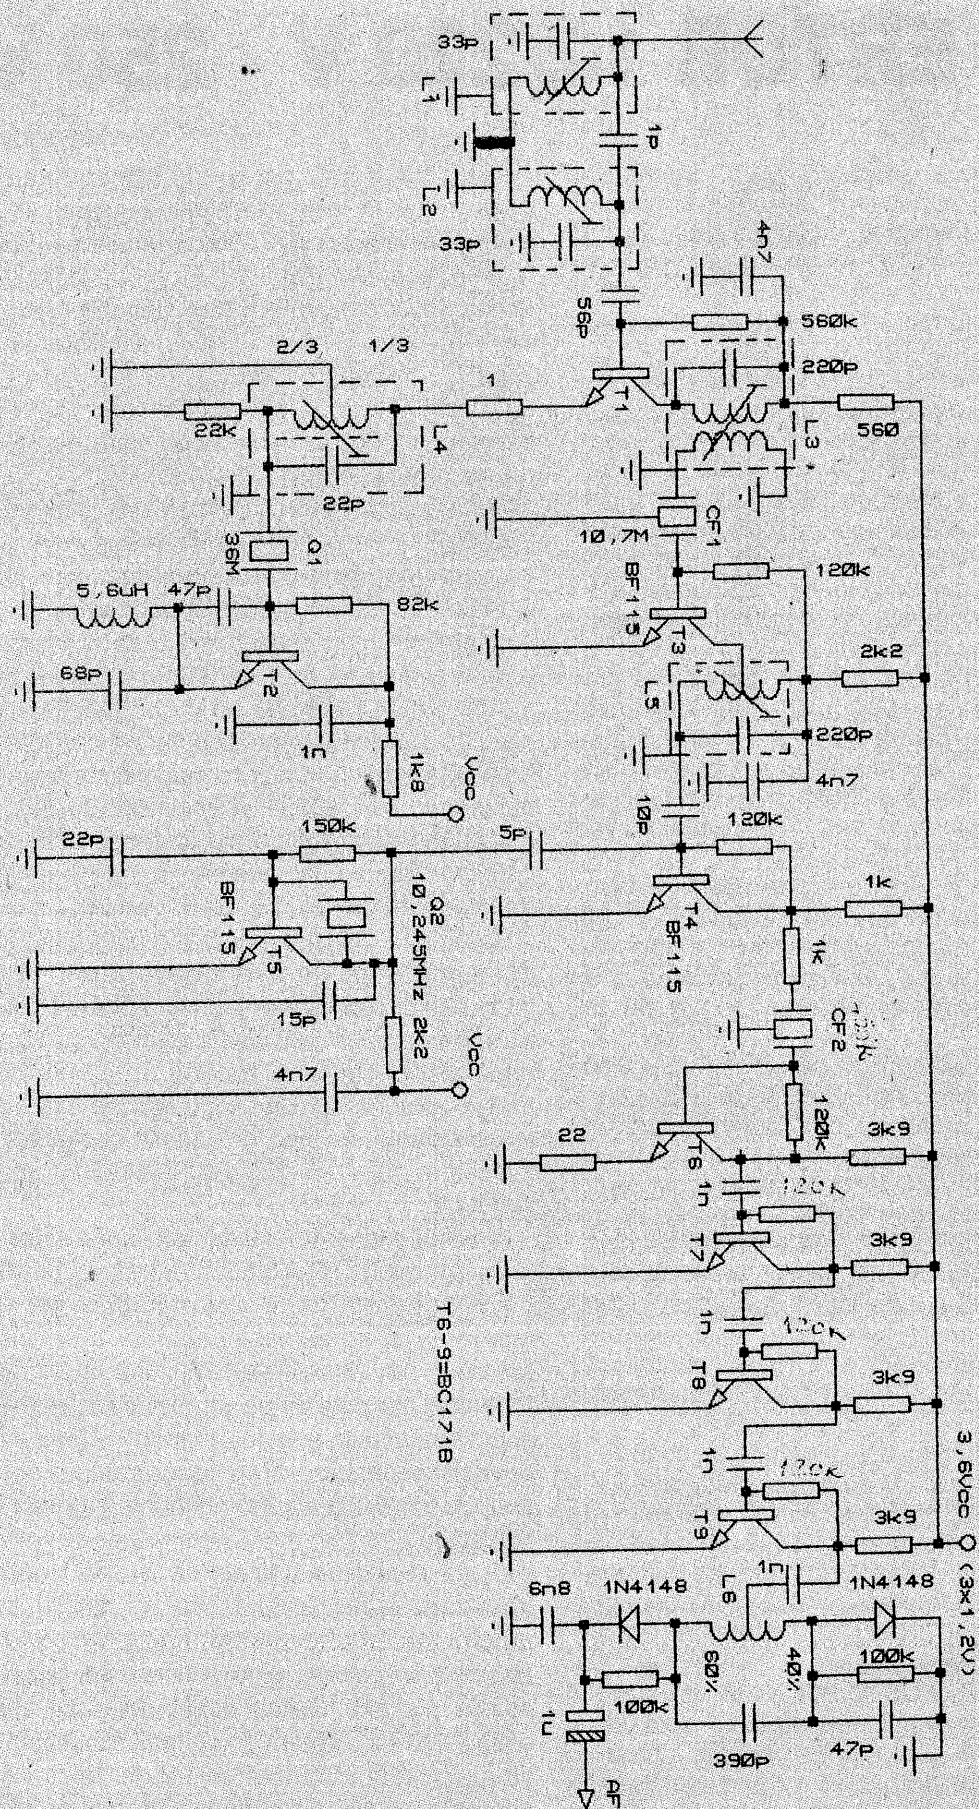 33p
L1
1p
L2
33p
4n7
56p
560k
220p
T1
L3
560
2/3
1/3
1
22k
L4
22p
CF1
10,7M
Q1
36M
BF115
120k
5,6uH
47p
82k
T3
2k2
T2
68p
L5
220p
1n
4n7
1k8
Vcc
10p
120k
22p
150k
5p
1k
Q2
10,245MHz
T4
BF115
1k
BF115
T5
15p
2k2
CF2
Vcc
4n7
120k
3k9
22
T6
1n
120k
T7
3k9
1n
120k
T6-9=BC171B
T8
3k9
3,6Vcc (3x1,2V)
1n
120k
T9
3k9
1n
L6
6n8
1N4148
1N4148
60%
40%
100k
100k
1u
390p
47p
AF